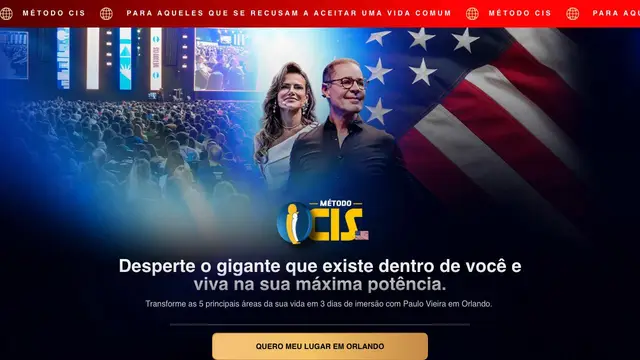 MÉTODO CIS PARA AQUELES QUE SE RECUSAM A ACEITAR UMA VIDA COMUM MÉTODO CIS PARA AQU
MÉTODO
CIS
Desperte o gigante que existe dentro de você e
viva na sua máxima potência.
Transforme as 5 principais áreas da sua vida em 3 dias de imersão com Paulo Vieira em Orlando.
QUERO MEU LUGAR EM ORLANDO